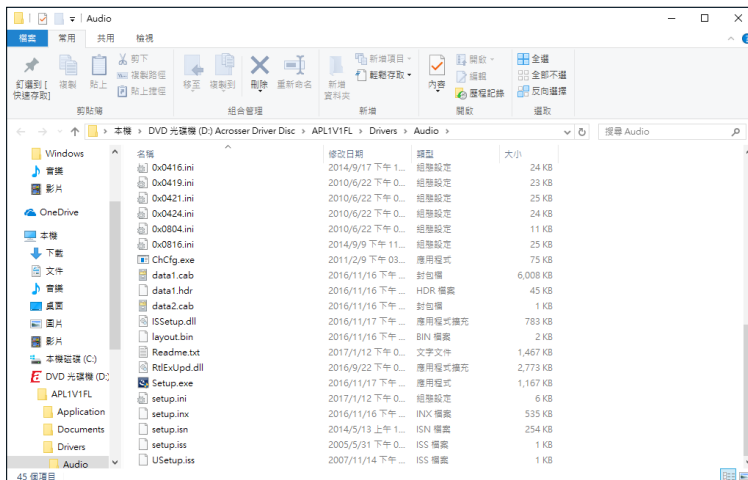 Audio
檔案 常用 共用 檢視
釘選到 [
快速存取]
複製
貼上
剪下
複製路徑
貼上捷徑
移至
複製到
刪除
重新命名
新增
資料夾
新增項目
輕鬆存取
內容
開啟
編輯
歷程記錄
全選
全部不選
反向選擇
剪貼簿 組合管理 新增 開啟 選取
本機 > DVD 光碟機 (D:) Acrosser Driver Disc > APL1V1FL > Drivers > Audio >
搜尋 Audio
Windows
音樂
影片
OneDrive
本機
下載
文件
音樂
桌面
圖片
影片
本機磁碟 (C:)
DVD 光碟機 (D:)
APL1V1FL
Application
Documents
Drivers
Audio
名稱 修改日期 類型 大小
0x0416.ini 2014/9/17 下午 1... 組態設定 24 KB
0x0419.ini 2010/6/22 下午 0... 組態設定 23 KB
0x0421.ini 2010/6/22 下午 0... 組態設定 25 KB
0x0424.ini 2010/6/22 下午 0... 組態設定 24 KB
0x0804.ini 2010/6/22 下午 0... 組態設定 11 KB
0x0816.ini 2014/9/9 下午 11... 組態設定 25 KB
ChCfg.exe 2011/2/9 下午 03... 應用程式 75 KB
data1.cab 2016/11/16 下午 ... 封包檔 6,008 KB
data1.hdr 2016/11/16 下午 ... HDR 檔案 45 KB
data2.cab 2016/11/16 下午 ... 封包檔 1 KB
ISSetup.dll 2016/11/17 下午 ... 應用程式擴充 783 KB
layout.bin 2016/11/16 下午 ... BIN 檔案 2 KB
Readme.txt 2017/1/12 下午 0... 文字文件 1,467 KB
RtlExUpd.dll 2016/9/22 下午 0... 應用程式擴充 2,773 KB
Setup.exe 2016/11/17 下午 ... 應用程式 1,167 KB
setup.ini 2017/1/12 下午 0... 組態設定 6 KB
setup.inx 2016/11/16 下午 ... INX 檔案 535 KB
setup.isn 2014/5/13 上午 1... ISN 檔案 254 KB
setup.iss 2005/5/31 下午 0... ISS 檔案 1 KB
USetup.iss 2007/11/14 下午 ... ISS 檔案 1 KB
45 個項目